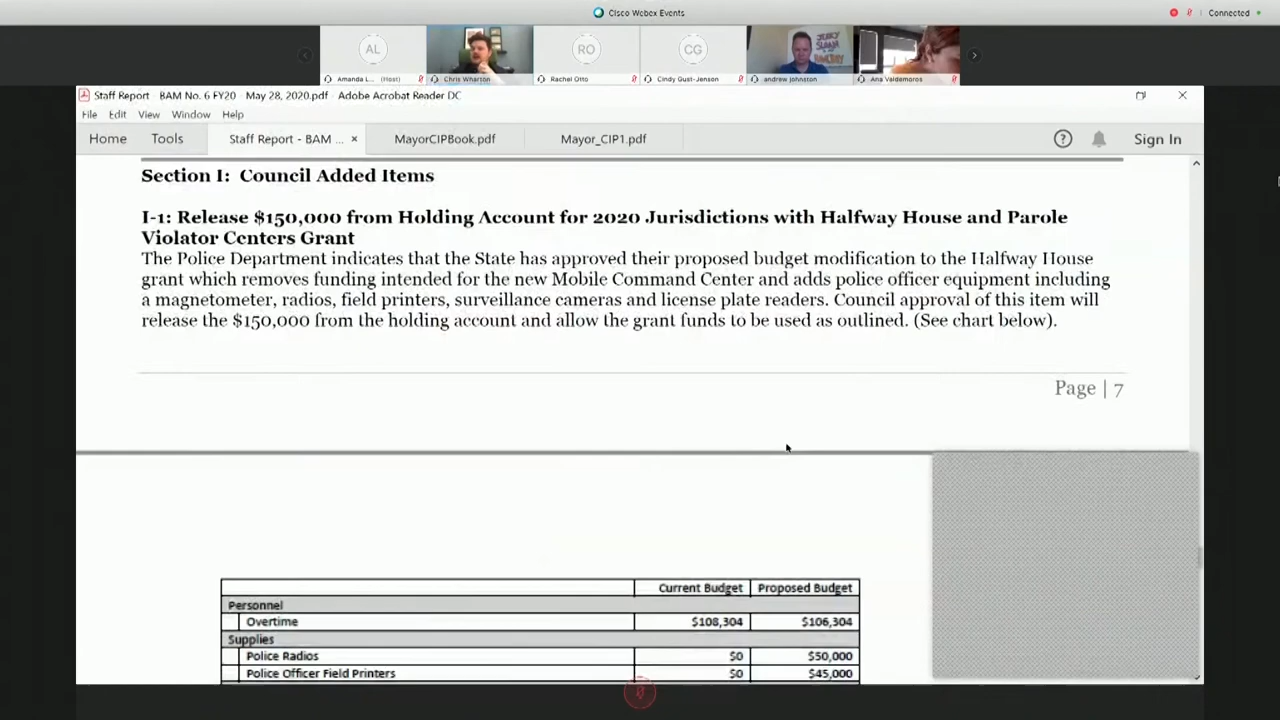 Cisco Webex Events
Connected
AL
RO
CG
JERRY
SLOAN
Amanda L... (Host)
Chris Wharton
Rachel Otto
Cindy Gust-Jenson
andrew johnston
Ana Valdemoros
Staff Report BAM No. 6 FY20 May 28, 2020.pdf - Adobe Acrobat Reader DC
File Edit View Window Help
Home Tools Staff Report - BAM ... × MayorCIPBook.pdf Mayor_CIP1.pdf Sign In
Section I: Council Added Items
I-1: Release $150,000 from Holding Account for 2020 Jurisdictions with Halfway House and Parole
Violator Centers Grant
The Police Department indicates that the State has approved their proposed budget modification to the Halfway House
grant which removes funding intended for the new Mobile Command Center and adds police officer equipment including
a magnetometer, radios, field printers, surveillance cameras and license plate readers. Council approval of this item will
release the $150,000 from the holding account and allow the grant funds to be used as outlined. (See chart below).
Page | 7
Current Budget Proposed Budget
Personnel
Overtime $108,304 $106,304
Supplies
Police Radios $0 $50,000
Police Officer Field Printers $0 $45,000